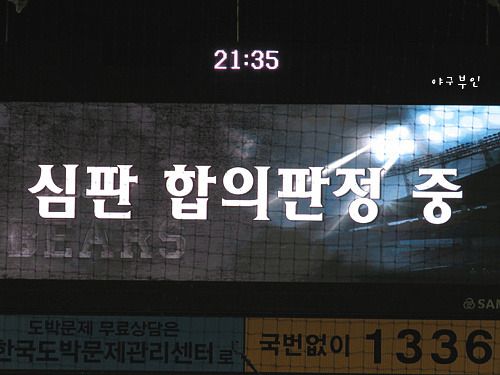 21:35
야구부인
심판 합의판정 중
BEARS
도박문제 무료상담은
한국도박문제관리센터로
국번없이 1336